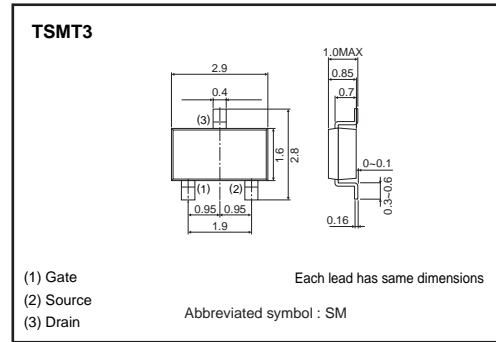 TSMT3
1.0MAX
2.9
0.85
0.4
0.7
(3)
1.6
2.8
0~0.1
(1)
(2)
0.3~0.6
0.95
0.95
0.16
1.9
(1) Gate
Each lead has same dimensions
(2) Source
(3) Drain
Abbreviated symbol : SM